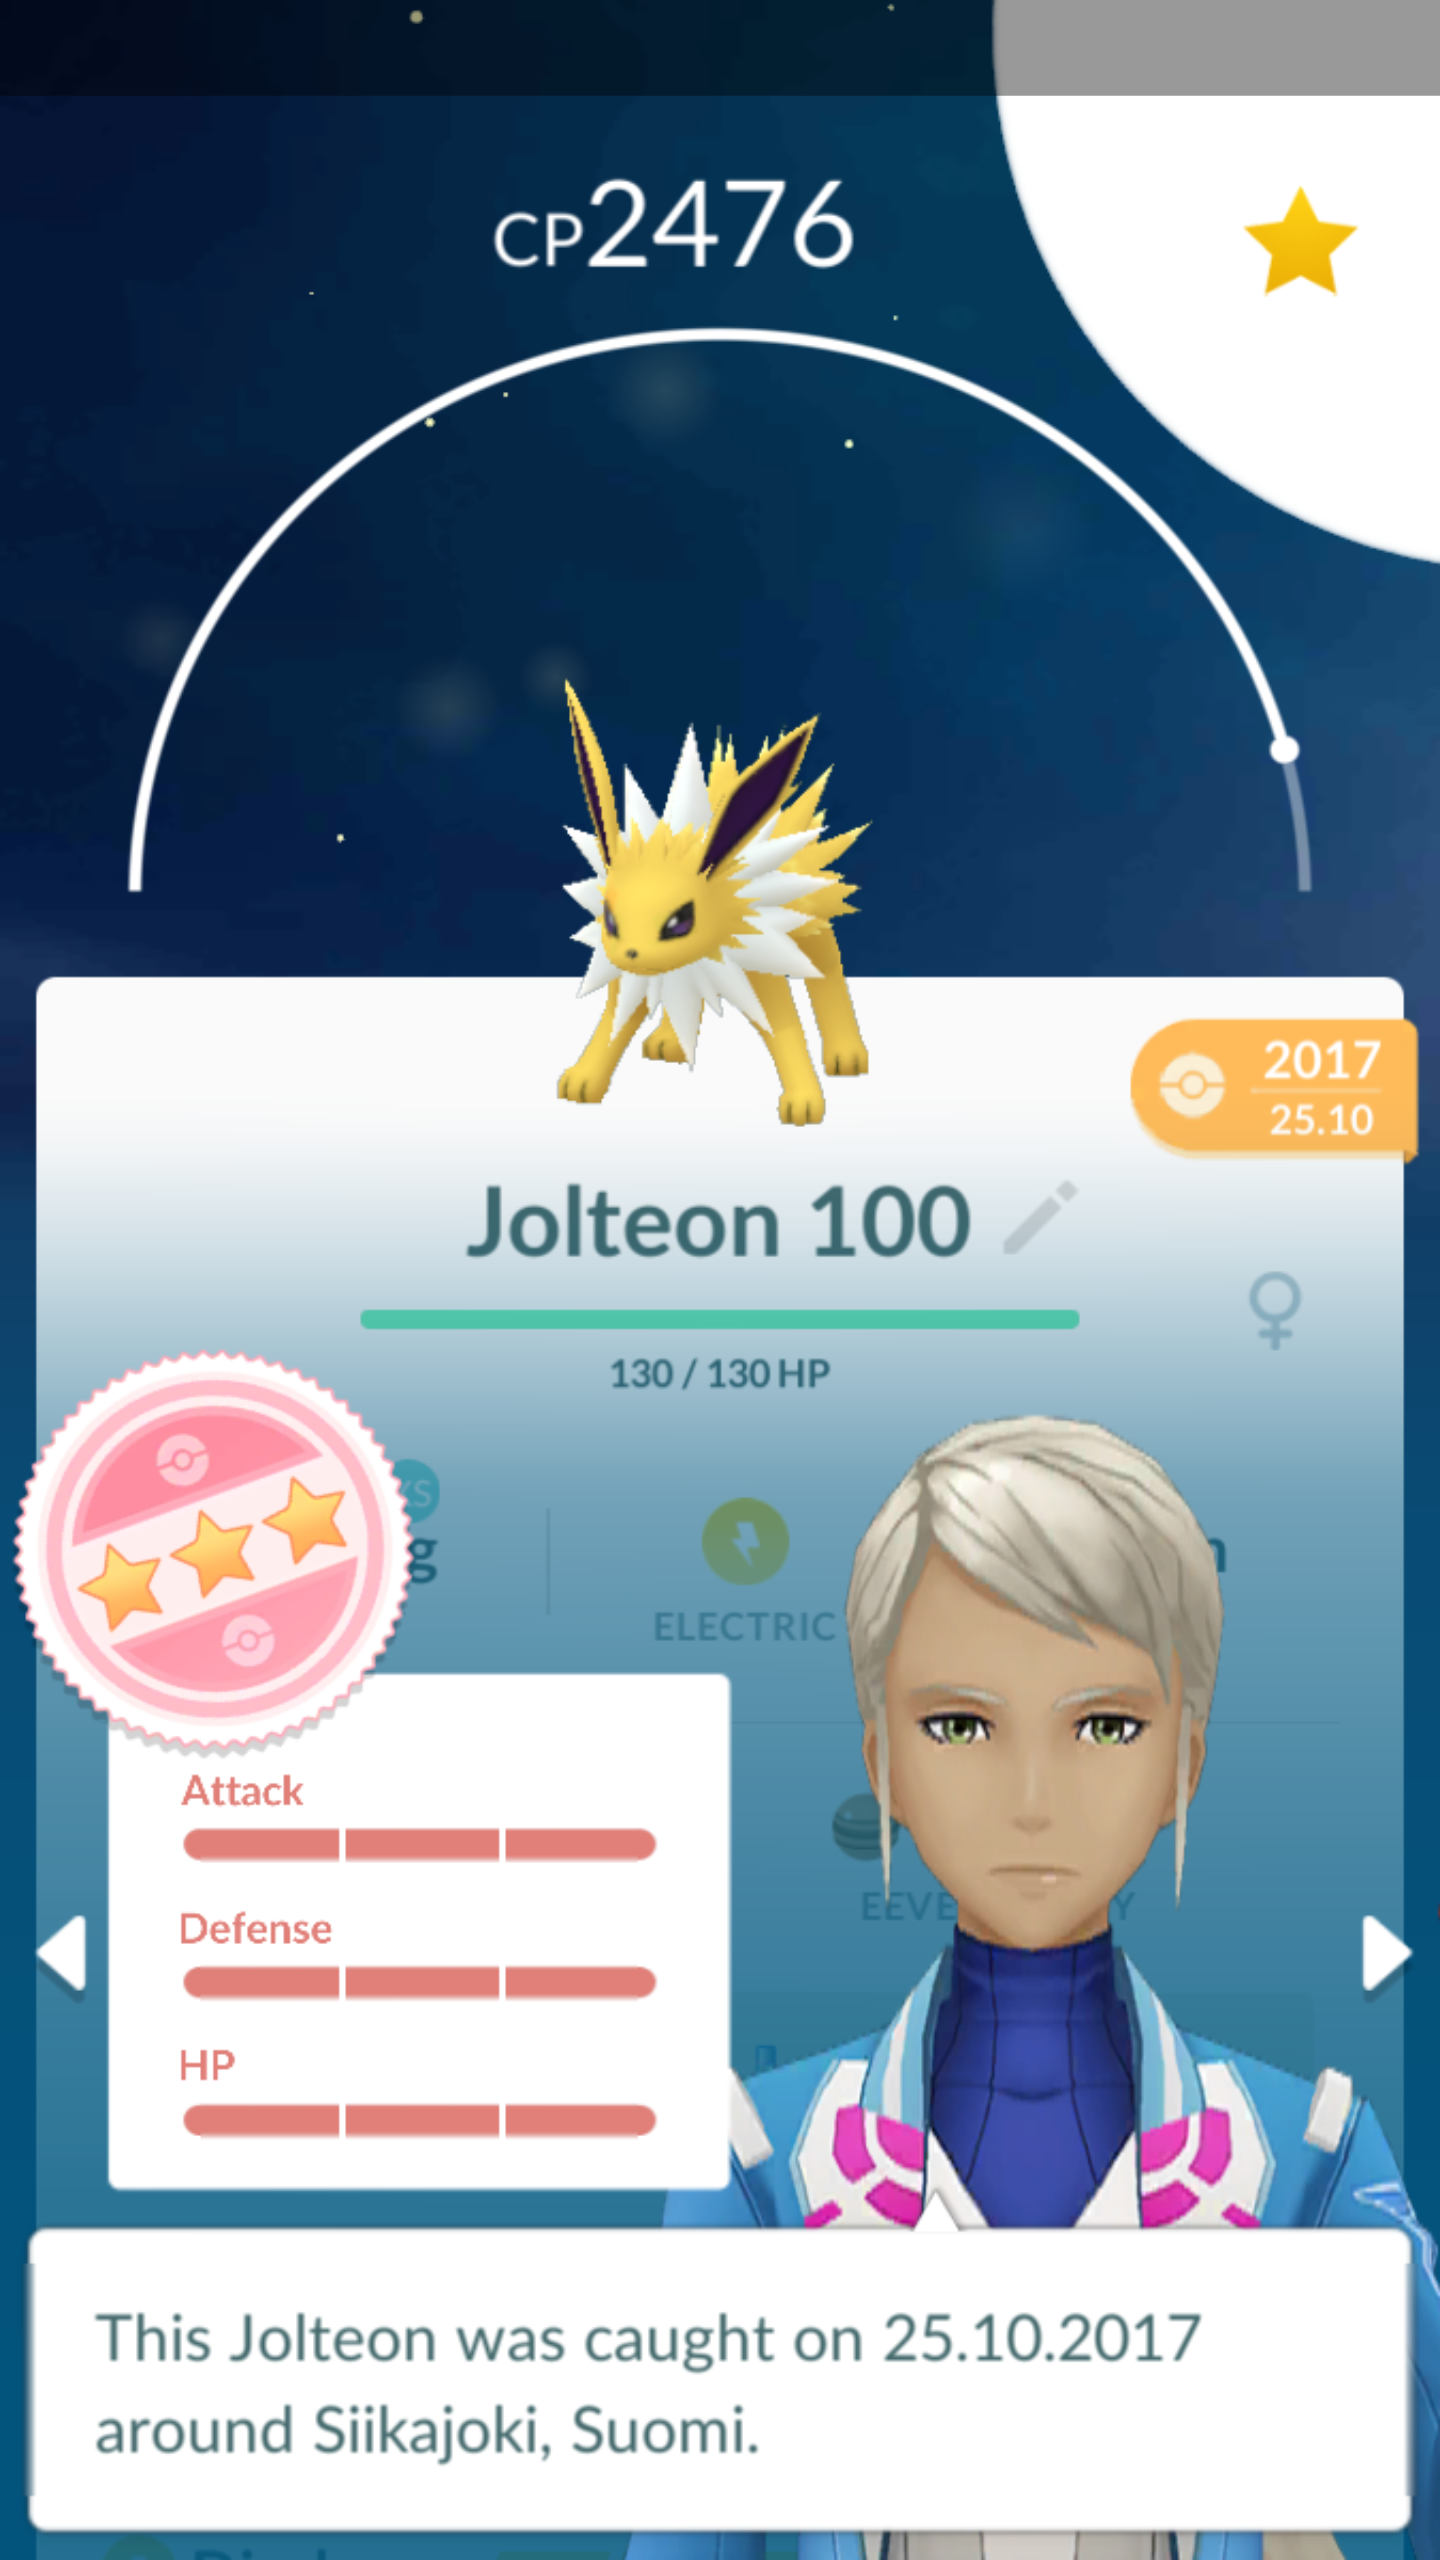 CP2476
2017
25.10
Jolteon 100
130 / 130 HP
XS
g
n
ELECTRIC
Attack
Defense
HP
This Jolteon was caught on 25.10.2017
around Siikajoki, Suomi.